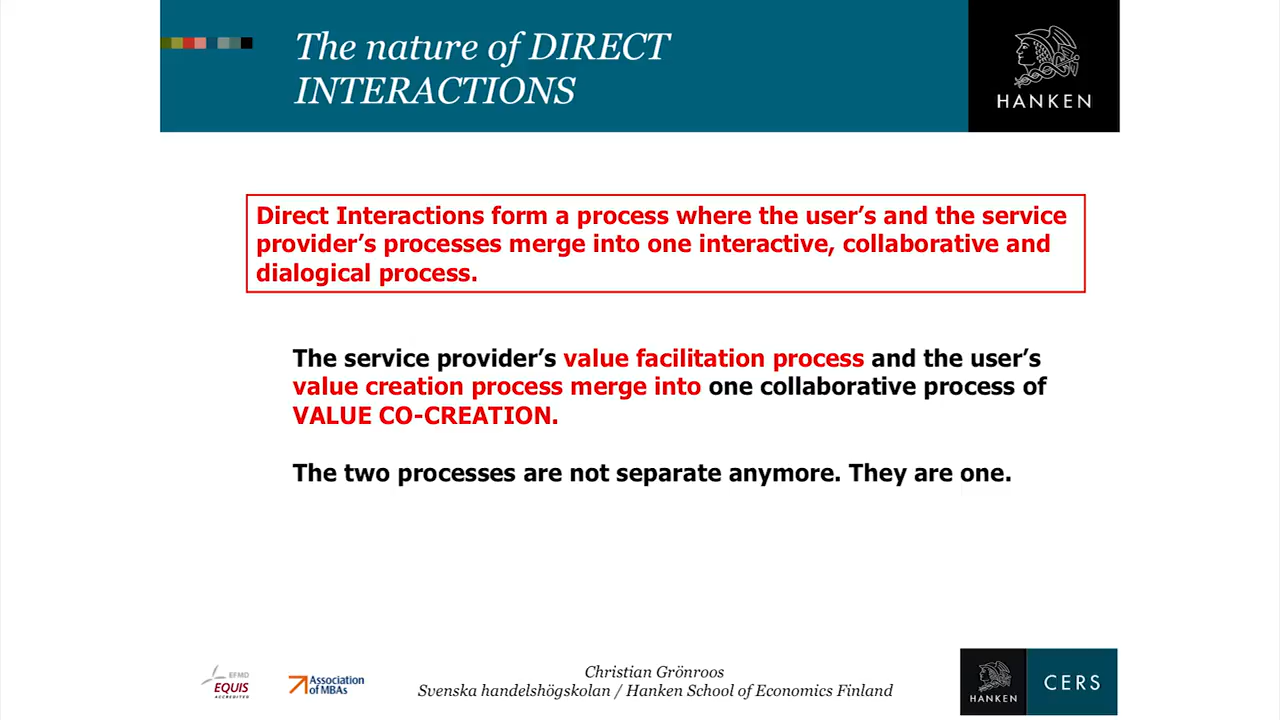 The nature of DIRECT
INTERACTIONS
HANKEN
Direct Interactions form a process where the user’s and the service
provider’s processes merge into one interactive, collaborative and
dialogical process.
The service provider’s value facilitation process and the user’s
value creation process merge into one collaborative process of
VALUE CO-CREATION.
The two processes are not separate anymore. They are one.
EFMD
EQUIS
ACCREDITED
Association
of MBAs
Christian Grönroos
Svenska handelshögskolan / Hanken School of Economics Finland
HANKEN
CERS